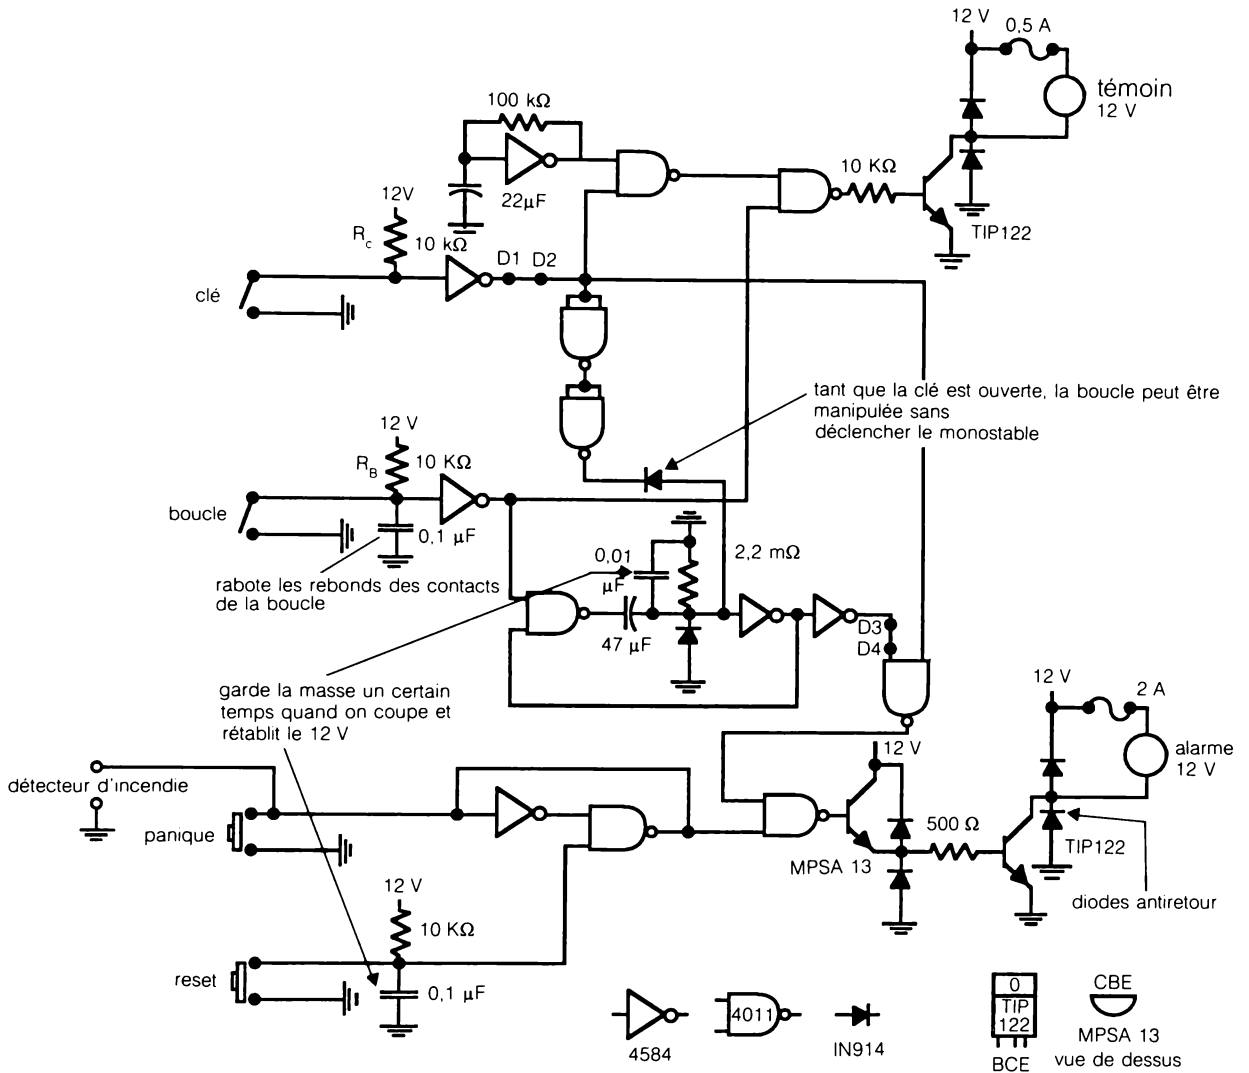 12 V
0,5 A
témoin
12 V
100 kΩ
22µF
10 KΩ
TIP122
12V
R_c
10 kΩ
D1 D2
clé
tant que la clé est ouverte, la boucle peut être
manipulée sans
déclencher le monostable
12 V
R_B
10 KΩ
boucle
0,1 µF
rabote les rebonds des contacts
de la boucle
0,01
µF
2,2 mΩ
47 µF
D3
D4
garde la masse un certain
temps quand on coupe et
rétablit le 12 V
12 V
2 A
alarme
12 V
12 V
détecteur d'incendie
panique
500 Ω
TIP122
MPSA 13
diodes antiretour
12 V
10 KΩ
reset
0,1 µF
4584
4011
IN914
0
TIP
122
BCE
CBE
MPSA 13
vue de dessus